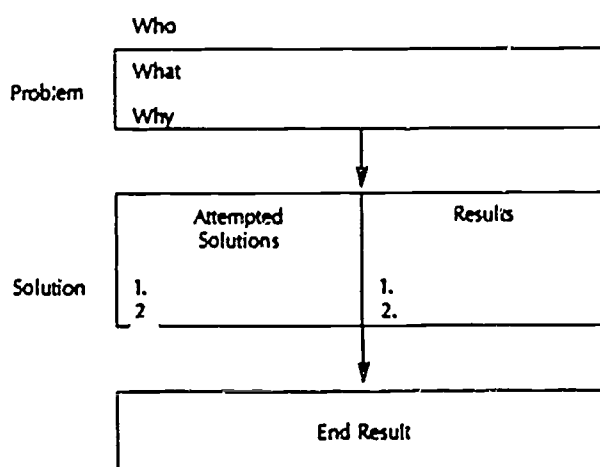 Who
Problem
What
Why
Attempted
Solutions
Results
Solution
1.
2
1.
2.
End Result